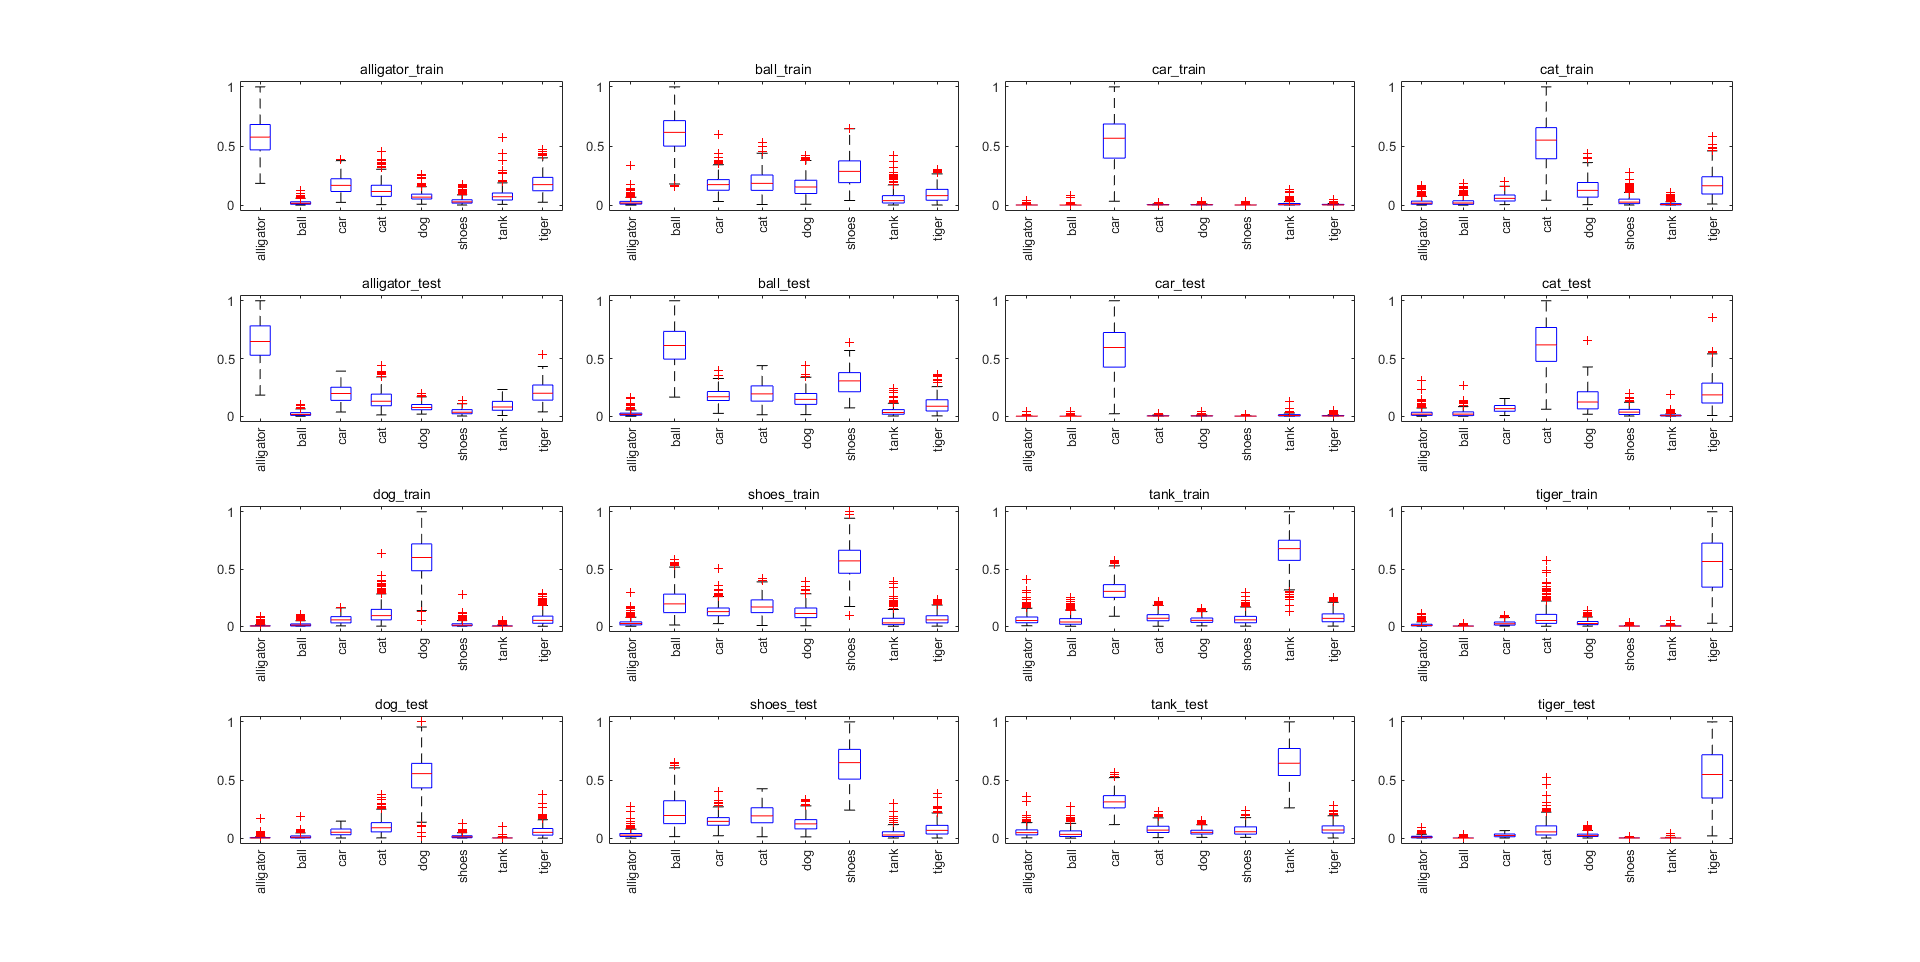 alligator_train
1
0.5
0
alligator
ball
car
cat
dog
shoes
tank
tiger
ball_train
1
0.5
0
alligator
ball
car
cat
dog
shoes
tank
tiger
car_train
1
0.5
0
alligator
ball
car
cat
dog
shoes
tank
tiger
cat_train
1
0.5
0
alligator
ball
car
cat
dog
shoes
tank
tiger
alligator_test
1
0.5
0
alligator
ball
car
cat
dog
shoes
tank
tiger
ball_test
1
0.5
0
alligator
ball
car
cat
dog
shoes
tank
tiger
car_test
1
0.5
0
alligator
ball
car
cat
dog
shoes
tank
tiger
cat_test
1
0.5
0
alligator
ball
car
cat
dog
shoes
tank
tiger
dog_train
1
0.5
0
alligator
ball
car
cat
dog
shoes
tank
tiger
shoes_train
1
0.5
0
alligator
ball
car
cat
dog
shoes
tank
tiger
tank_train
1
0.5
0
alligator
ball
car
cat
dog
shoes
tank
tiger
tiger_train
1
0.5
0
alligator
ball
car
cat
dog
shoes
tank
tiger
dog_test
1
0.5
0
alligator
ball
car
cat
dog
shoes
tank
tiger
shoes_test
1
0.5
0
alligator
ball
car
cat
dog
shoes
tank
tiger
tank_test
1
0.5
0
alligator
ball
car
cat
dog
shoes
tank
tiger
tiger_test
1
0.5
0
alligator
ball
car
cat
dog
shoes
tank
tiger